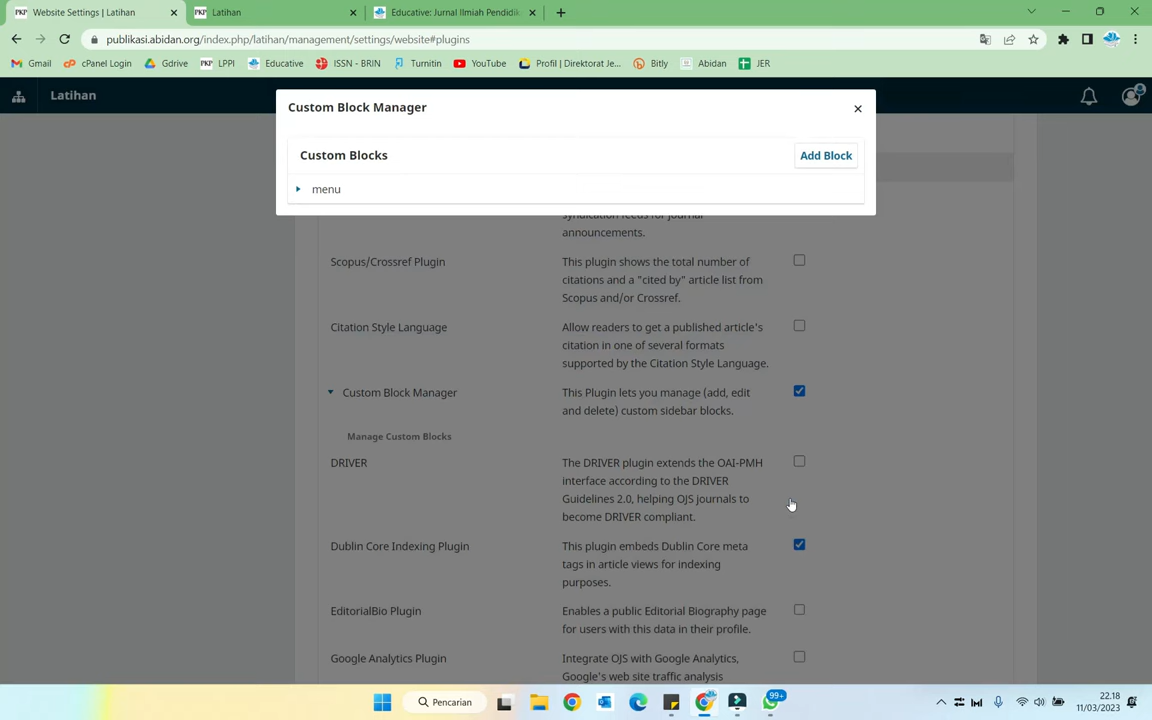 Website Settings | Latihan
Latihan
Educative: Jurnal Ilmiah Pendidik
publikasi.abidan.org/index.php/latihan/management/settings/website#plugins
Gmail
cPanel Login
Gdrive
PKP LPPI
Educative
ISSN - BRIN
Turnitin
YouTube
Profil | Direktorat Je...
Bitly
Abidan
JER
Latihan
Custom Block Manager
Custom Blocks
Add Block
menu
syndication feeds for journal
announcements.
Scopus/Crossref Plugin
This plugin shows the total number of
citations and a "cited by" article list from
Scopus and/or Crossref.
Citation Style Language
Allow readers to get a published article's
citation in one of several formats
supported by the Citation Style Language.
Custom Block Manager
This Plugin lets you manage (add, edit
and delete) custom sidebar blocks.
Manage Custom Blocks
DRIVER
The DRIVER plugin extends the OAI-PMH
interface according to the DRIVER
Guidelines 2.0, helping OJS journals to
become DRIVER compliant.
Dublin Core Indexing Plugin
This plugin embeds Dublin Core meta
tags in article views for indexing
purposes.
EditorialBio Plugin
Enables a public Editorial Biography page
for users with this data in their profile.
Google Analytics Plugin
Integrate OJS with Google Analytics,
Google's web site traffic analysis
Pencarian
99+
22.18
11/03/2023